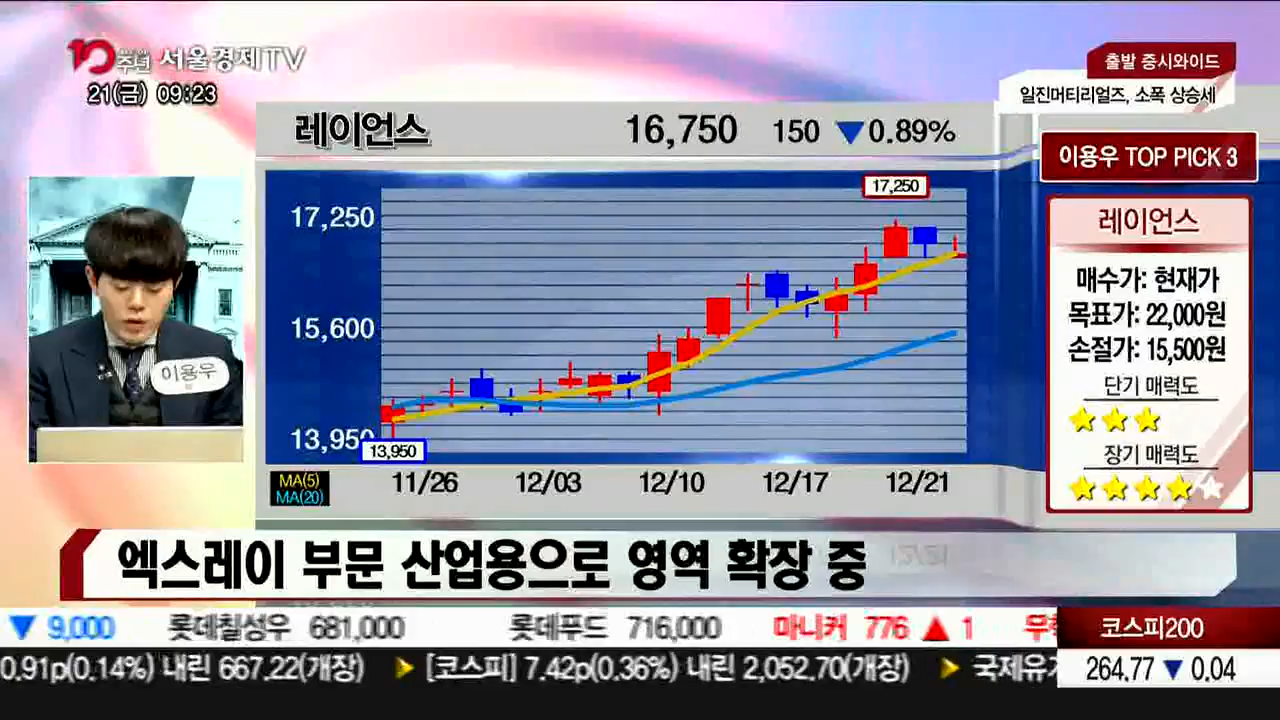 10주년 서울경제TV
21(금) 09:23
출발 증시와이드
일진머티리얼즈, 소폭 상승세
레이언스 16,750 150 ▼0.89%
이용우 TOP PICK 3
17,250
17,250
15,600
13,950
13,950
MA(5)
MA(20)
11/26 12/03 12/10 12/17 12/21
이용우
레이언스
매수가: 현재가
목표가: 22,000원
손절가: 15,500원
단기 매력도
★★★
장기 매력도
★★★★★
엑스레이 부문 산업용으로 영역 확장 중
▼ 9,000 롯데칠성우 681,000 롯데푸드 716,000 마니커 776 ▲ 1
코스피200
0.91p(0.14%) 내린 667.22(개장) ▶ [코스피] 7.42p(0.36%) 내린 2,052.70(개장) ▶ 국제유가
264.77 ▼ 0.04